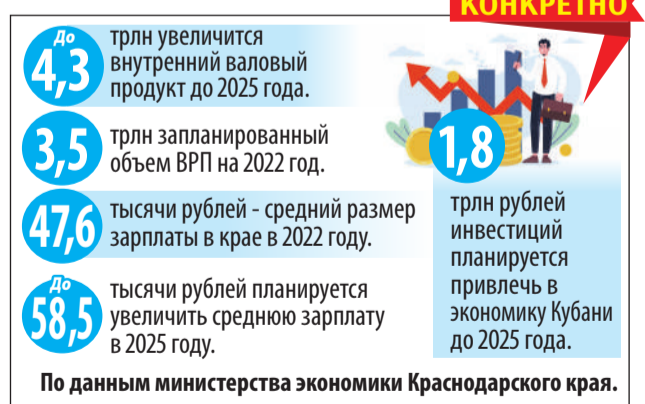 КОНКРЕТНО
До
4,3
трлн увеличится
внутренний валовый
продукт до 2025 года.
3,5
трлн запланированный
объем ВРП на 2022 год.
47,6
тысячи рублей - средний размер
зарплаты в крае в 2022 году.
До
58,5
тысячи рублей планируется
увеличить среднюю зарплату
в 2025 году.
1,8
трлн рублей
инвестиций
планируется
привлечь в
экономику Кубани
до 2025 года.
По данным министерства экономики Краснодарского края.